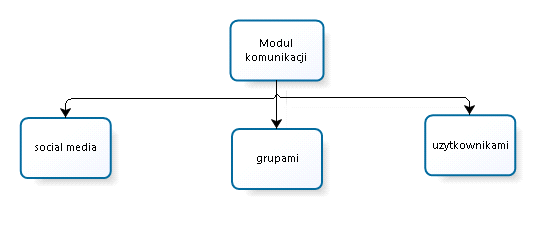 Modul
komunikacji
social media
grupami
uzytkownikami